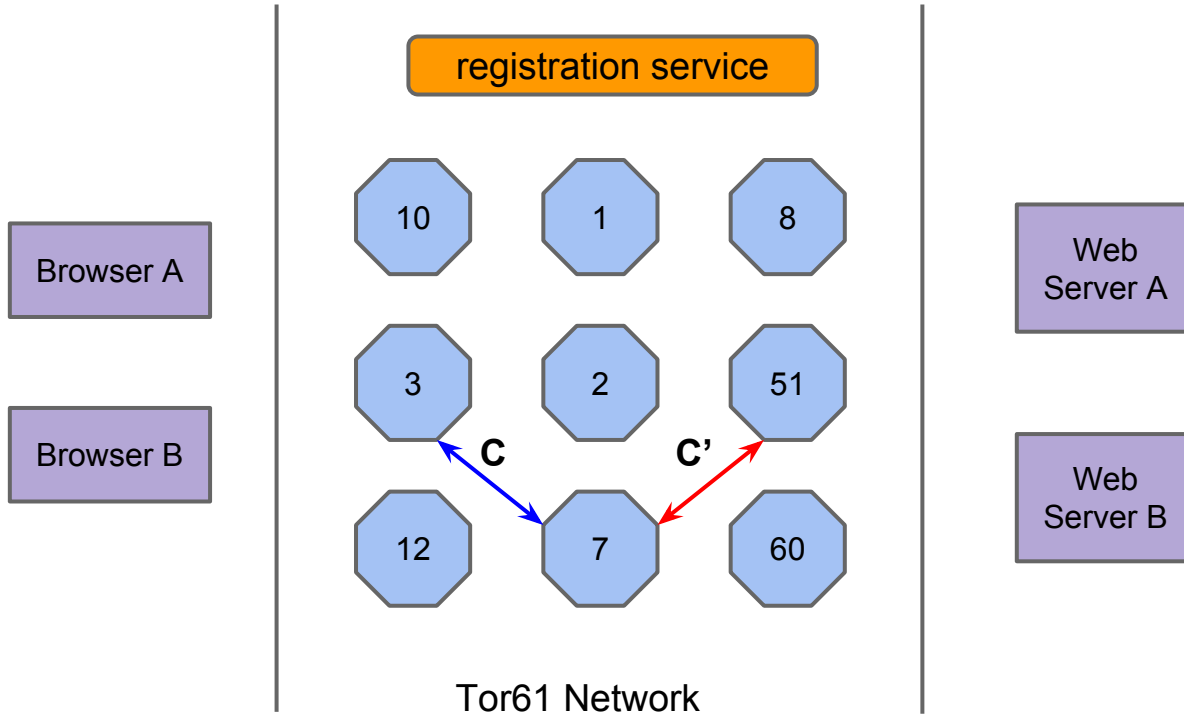 registration service
10
1
8
Browser A
Web
Server A
3
2
51
Browser B
C
C’
Web
Server B
12
7
60
Tor61 Network